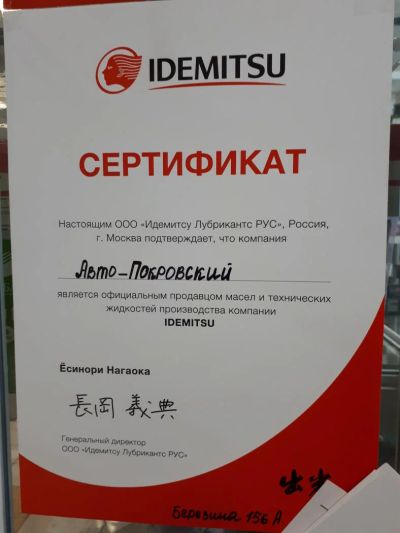 IDEMITSU
СЕРТИФИКАТ
Настоящим ООО «Идемитсу Лубрикантс РУС», Россия,
г. Москва подтверждает, что компания
Авто-Покровский
является официальным продавцом масел и технических
жидкостей производства компании
IDEMITSU
Ёсинори Нагаока
長岡 義典
Генеральный директор
ООО «Идемитсу Лубрикантс РУС»
Березина 156 А